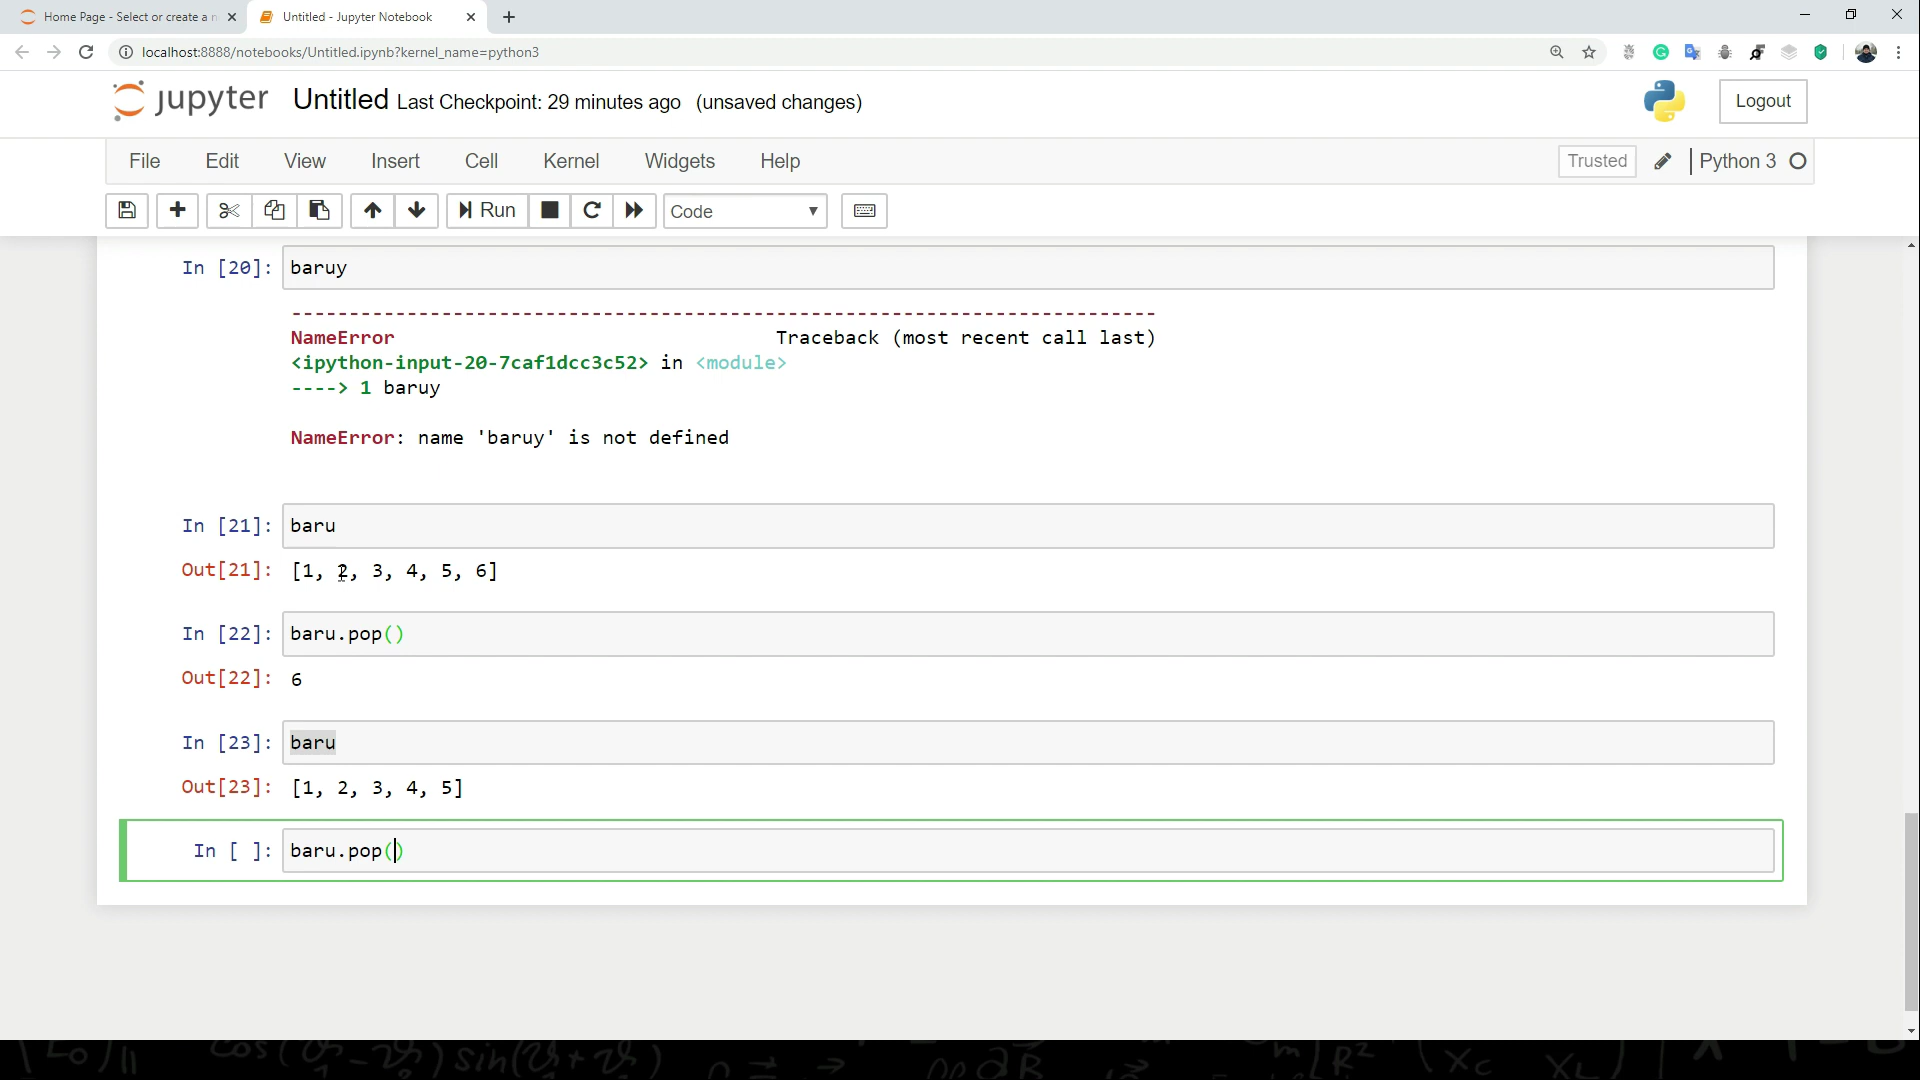 Home Page - Select or create a n
Untitled - Jupyter Notebook
localhost:8888/notebooks/Untitled.ipynb?kernel_name=python3
jupyter Untitled Last Checkpoint: 29 minutes ago (unsaved changes)
Logout
File Edit View Insert Cell Kernel Widgets Help
Trusted
Python 3
Run
Code
In [20]: baruy
---------------------------------------------------------------------------
NameError Traceback (most recent call last)
<ipython-input-20-7caf1dcc3c52> in <module>
----> 1 baruy
NameError: name 'baruy' is not defined
In [21]: baru
Out[21]: [1, 2, 3, 4, 5, 6]
In [22]: baru.pop()
Out[22]: 6
In [23]: baru
Out[23]: [1, 2, 3, 4, 5]
In [ ]: baru.pop()